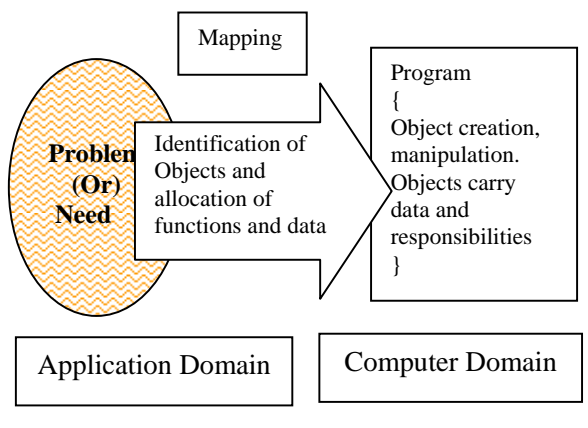 Mapping
Problem
(Or)
Need
Identification of
Objects and
allocation of
functions and data
Program
{
Object creation,
manipulation.
Objects carry
data and
responsibilities
}
Application Domain
Computer Domain